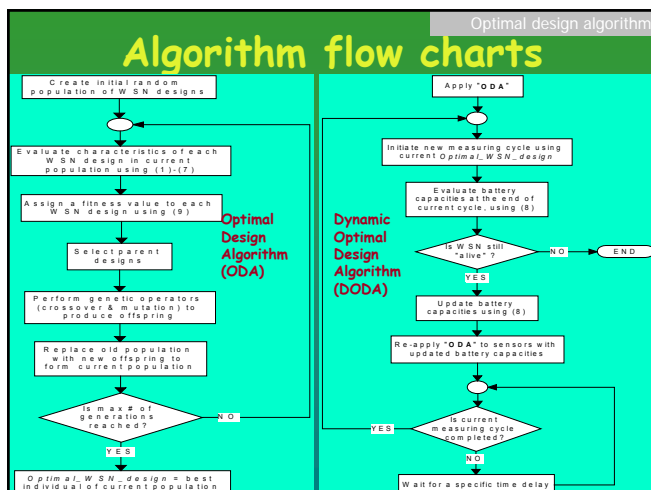 Optimal design algorithm
Algorithm flow charts
Create initial random
population of WSN designs
Evaluate characteristics of each
WSN design in current
population using (1)-(7)
Assign a fitness value to each
WSN design using (9)
Select parent
designs
Perform genetic operators
(crossover & mutation) to
produce offspring
Replace old population
with new offspring to
form current population
Is max # of
generations
reached?
NO
YES
Optimal_WSN_design = best
individual of current population
Optimal
Design
Algorithm
(ODA)
Apply "ODA"
Initiate new measuring cycle using
current Optimal_WSN_design
Evaluate battery
capacities at the end of
current cycle, using (8)
Is WSN still
"alive" ?
NO
END
YES
Update battery
capacities using (8)
Re-apply "ODA" to sensors with
updated battery capacities
Is current
measuring cycle
completed?
YES
NO
Wait for a specific time delay
Dynamic
Optimal
Design
Algorithm
(DODA)